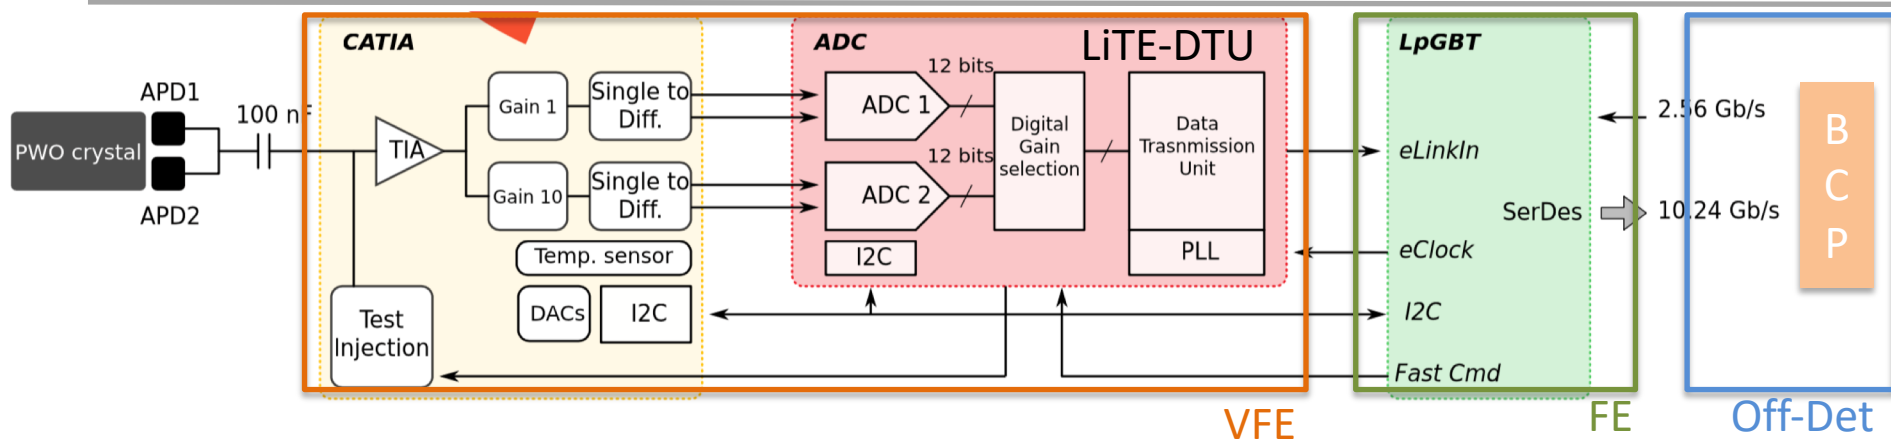 CATIA
ADC
LiTE-DTU
LpGBT
APD1
100 nF
PWO crystal
APD2
TIA
Gain 1
Single to
Diff.
Gain 10
Single to
Diff.
Temp. sensor
DACs
I2C
Test
Injection
12 bits
ADC 1
12 bits
ADC 2
Digital
Gain
selection
Data
Trasnmission
Unit
PLL
I2C
eLinkIn
SerDes
eClock
I2C
Fast Cmd
2.56 Gb/s
10.24 Gb/s
B
C
P
VFE
FE
Off-Det